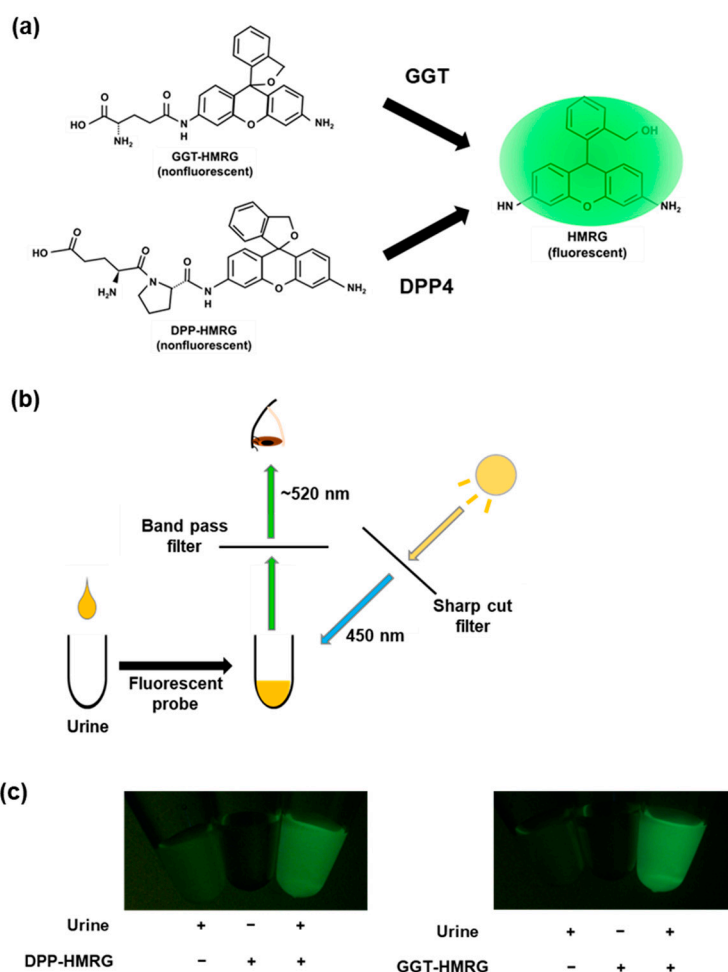 (a)
O
HO
O
NH₂
N
H
O
O
NH₂
GGT-HMRG
(nonfluorescent)
GGT
OH
HN
O
NH₂
HMRG
(fluorescent)
HO
O
O
H₂N
N
O
N
H
O
O
NH₂
DPP-HMRG
(nonfluorescent)
DPP4
(b)
~520 nm
Band pass
filter
Sharp cut
filter
450 nm
Fluorescent
probe
Urine
(c)
Urine + − +
DPP-HMRG − + +
Urine + − +
GGT-HMRG − + +